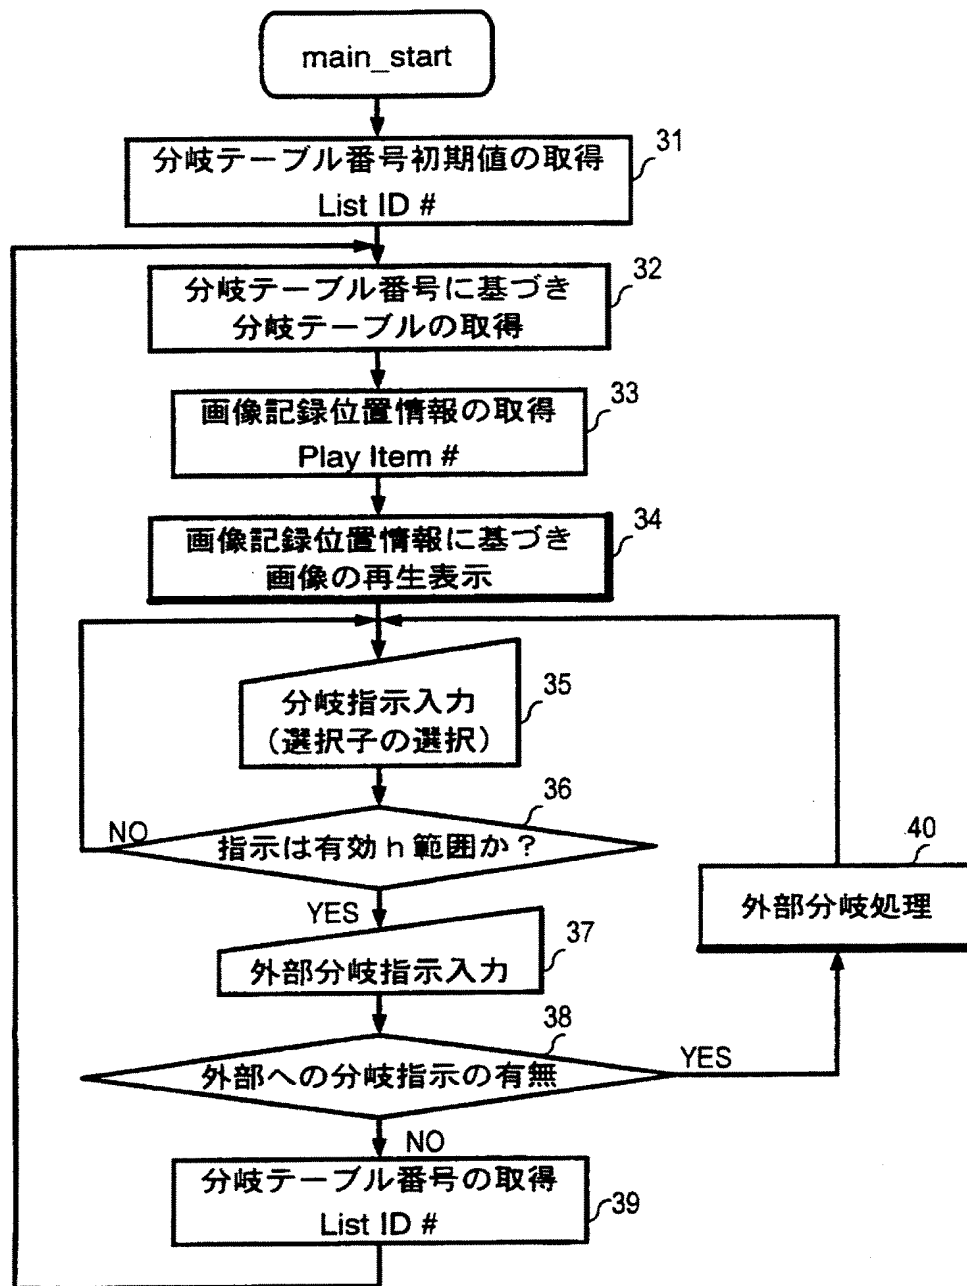 main_start
分岐テーブル番号初期値の取得
List ID #
31
分岐テーブル番号に基づき
分岐テーブルの取得
32
画像記録位置情報の取得
Play Item #
33
画像記録位置情報に基づき
画像の再生表示
34
分岐指示入力
(選択子の選択)
35
36
NO
指示は有効h範囲か?
YES
40
外部分岐処理
外部分岐指示入力
37
38
外部への分岐指示の有無
YES
NO
分岐テーブル番号の取得
List ID #
39